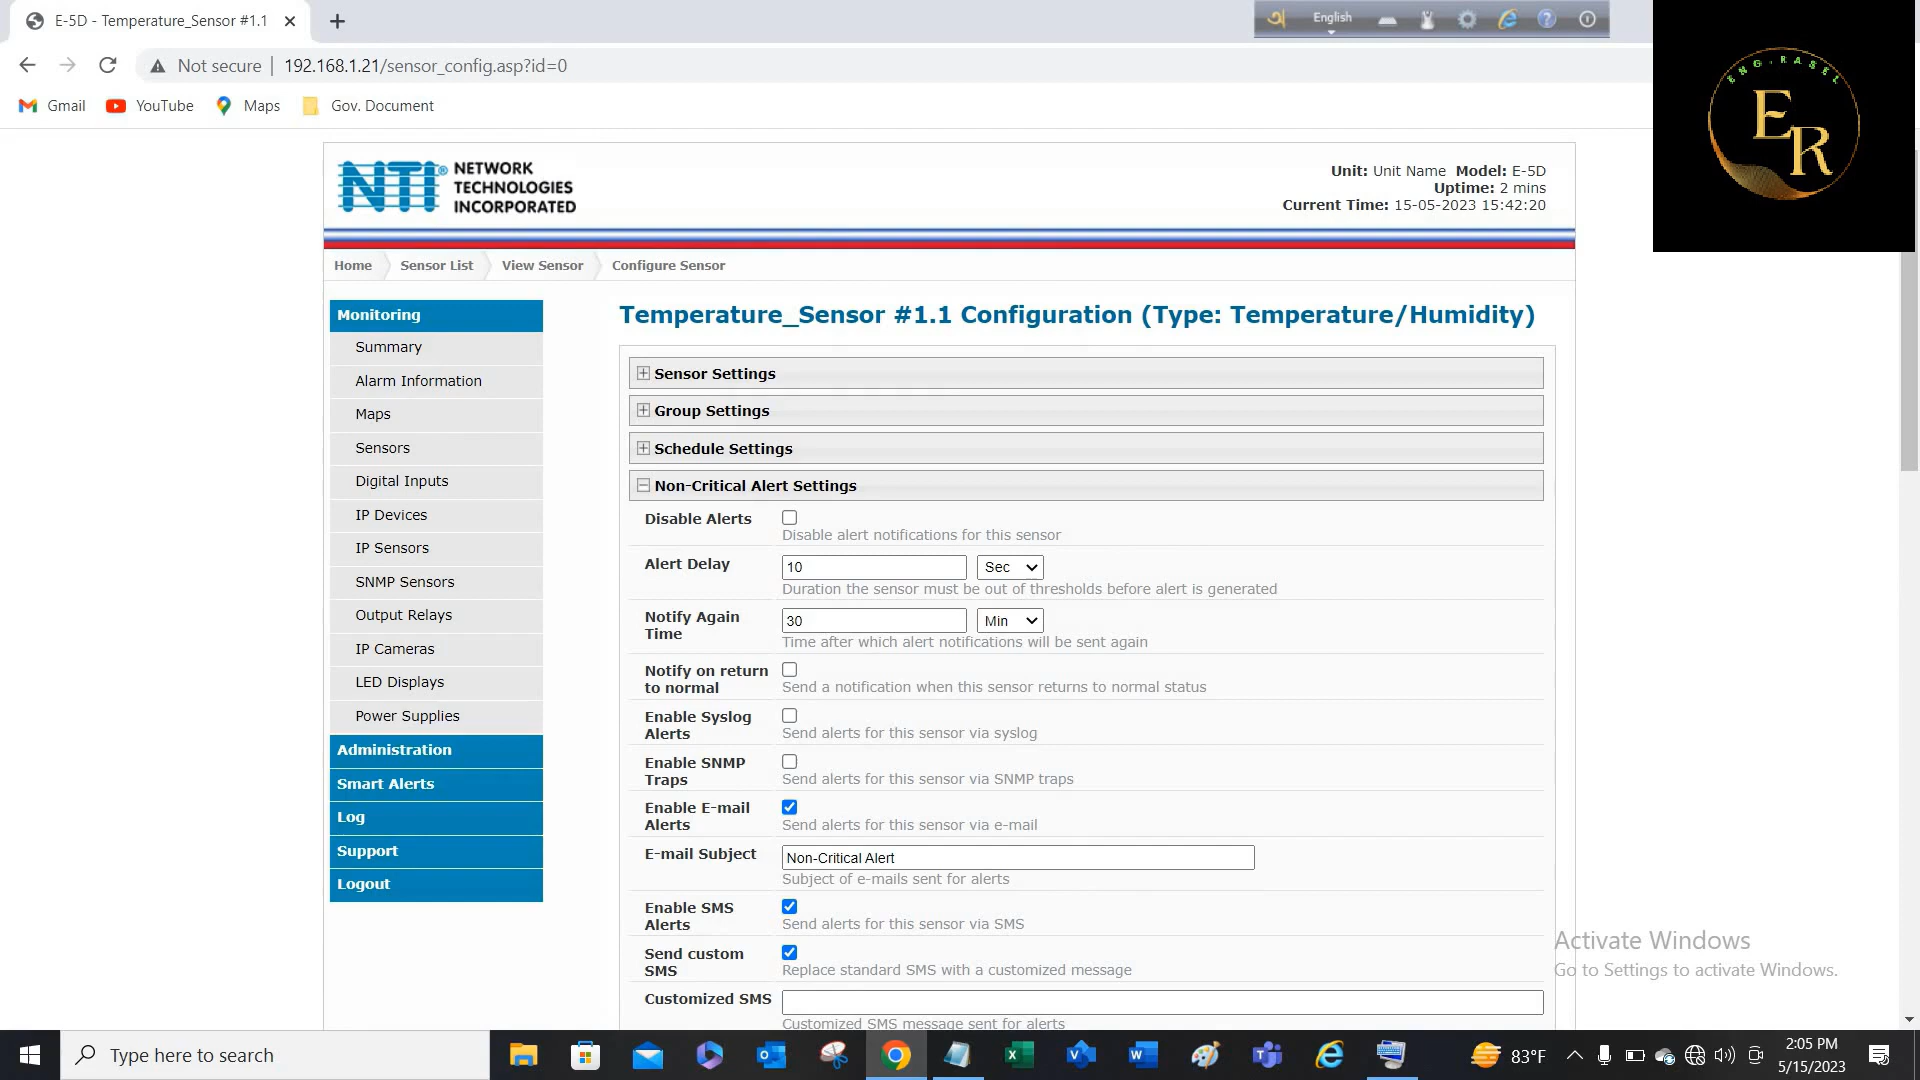 E-5D - Temperature_Sensor #1.1
English
Not secure
192.168.1.21/sensor_config.asp?id=0
Gmail
YouTube
Maps
Gov. Document
ENG.RASEL
ER
NTI®
NETWORK
TECHNOLOGIES
INCORPORATED
Unit: Unit Name Model: E-5D
Uptime: 2 mins
Current Time: 15-05-2023 15:42:20
Home
Sensor List
View Sensor
Configure Sensor
Monitoring
Summary
Alarm Information
Maps
Sensors
Digital Inputs
IP Devices
IP Sensors
SNMP Sensors
Output Relays
IP Cameras
LED Displays
Power Supplies
Administration
Smart Alerts
Log
Support
Logout
Temperature_Sensor #1.1 Configuration (Type: Temperature/Humidity)
Sensor Settings
Group Settings
Schedule Settings
Non-Critical Alert Settings
Disable Alerts
Disable alert notifications for this sensor
Alert Delay
10
Sec
Duration the sensor must be out of thresholds before alert is generated
Notify Again
Time
30
Min
Time after which alert notifications will be sent again
Notify on return
to normal
Send a notification when this sensor returns to normal status
Enable Syslog
Alerts
Send alerts for this sensor via syslog
Enable SNMP
Traps
Send alerts for this sensor via SNMP traps
Enable E-mail
Alerts
Send alerts for this sensor via e-mail
E-mail Subject
Non-Critical Alert
Subject of e-mails sent for alerts
Enable SMS
Alerts
Send alerts for this sensor via SMS
Send custom
SMS
Replace standard SMS with a customized message
Customized SMS
Customized SMS message sent for alerts
Activate Windows
Go to Settings to activate Windows.
Type here to search
83°F
2:05 PM
5/15/2023